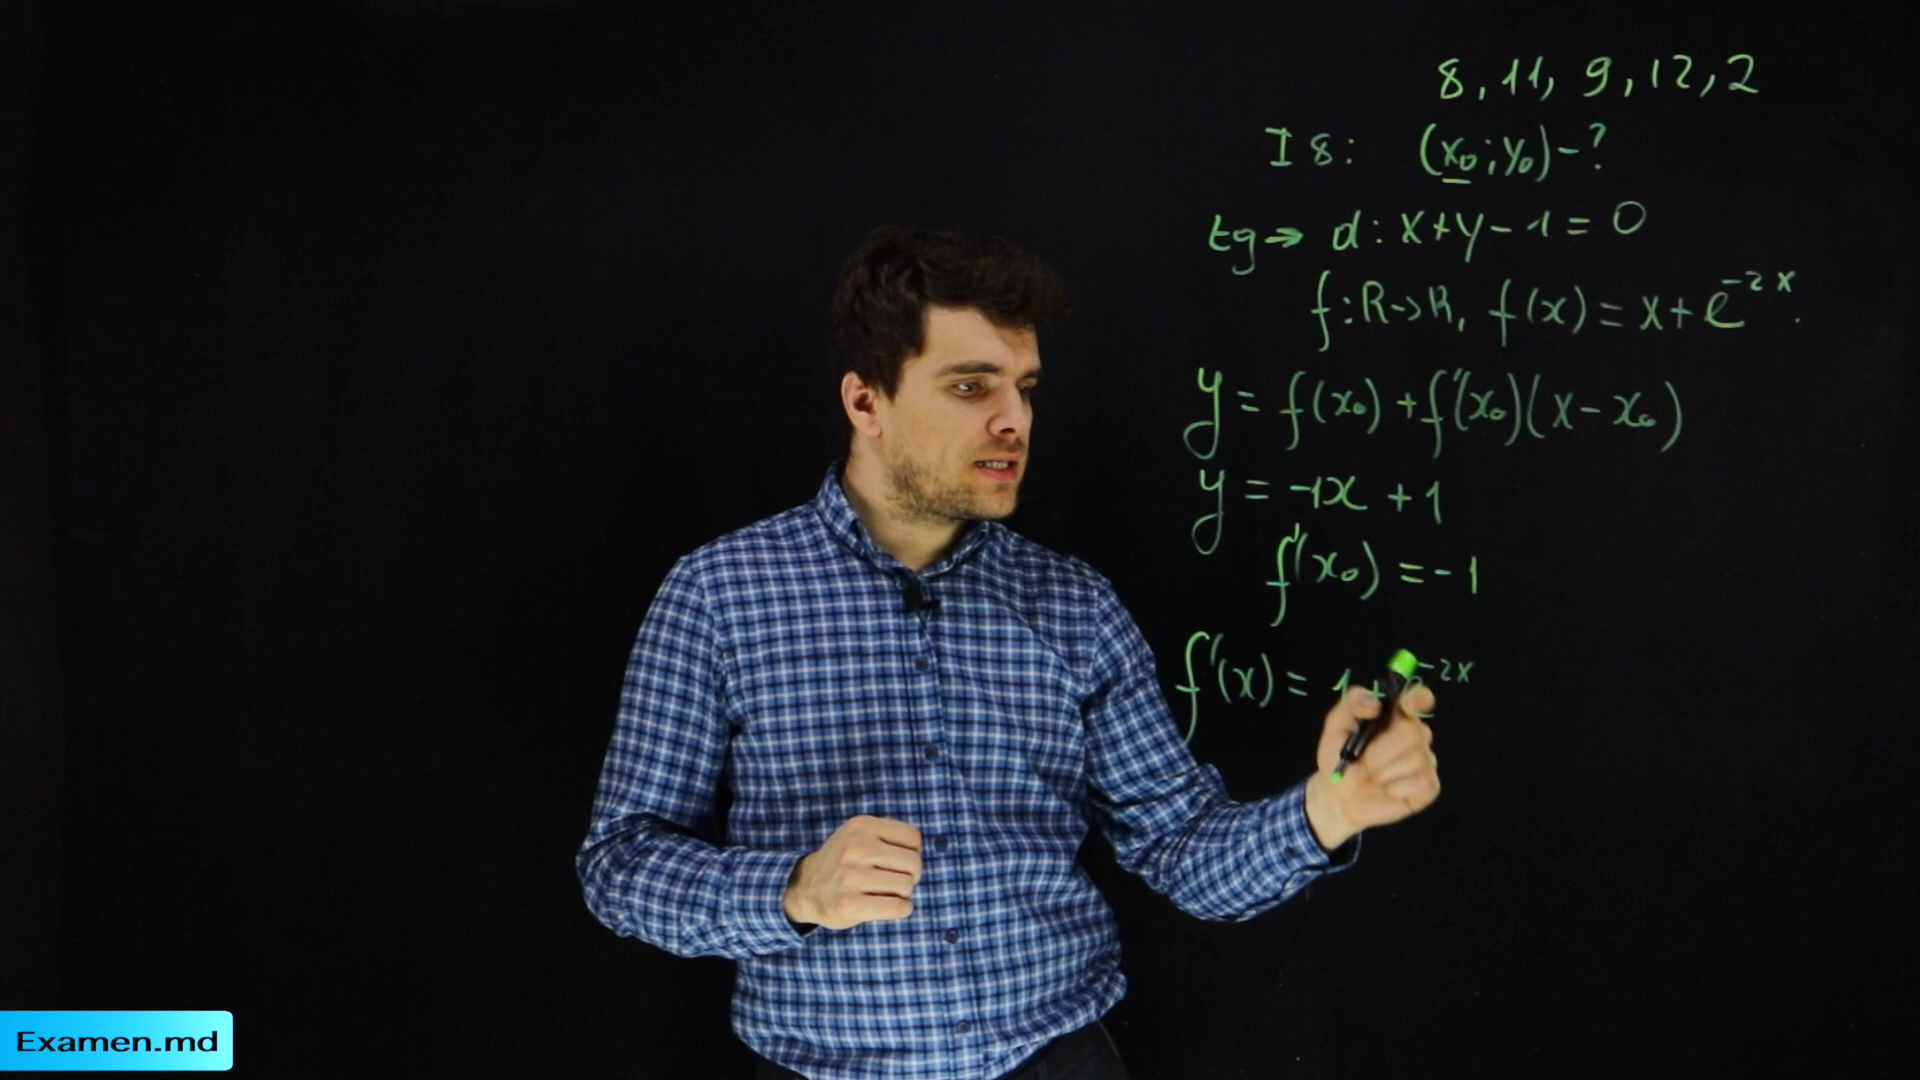 8, 11, 9, 12, 2
I 8: (x₀; y₀) - ?
tg → d: x + y - 1 = 0
f: R → R, f(x) = x + e⁻²ˣ.
y = f(x₀) + f'(x₀)(x - x₀)
y = -1x + 1
f'(x₀) = -1
f'(x) = 1 + e⁻²ˣ
Examen.md